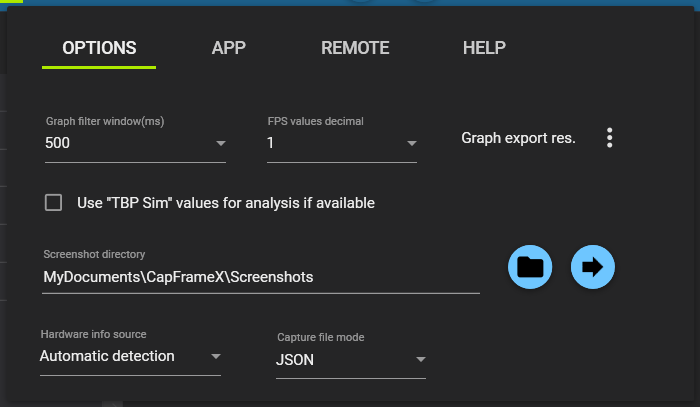 OPTIONS APP REMOTE HELP
Graph filter window(ms) FPS values decimal
500 1 Graph export res.
Use "TBP Sim" values for analysis if available
Screenshot directory
MyDocuments\CapFrameX\Screenshots
Hardware info source Capture file mode
Automatic detection JSON